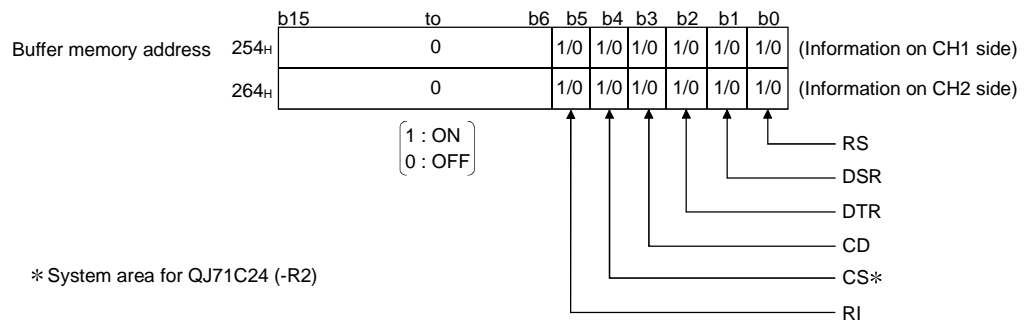 b15 to b6 b5 b4 b3 b2 b1 b0
Buffer memory address 254H 0 1/0 1/0 1/0 1/0 1/0 1/0 (Information on CH1 side)
264H 0 1/0 1/0 1/0 1/0 1/0 1/0 (Information on CH2 side)
1 : ON
0 : OFF
RS
DSR
DTR
CD
* System area for QJ71C24 (-R2)
CS*
RI